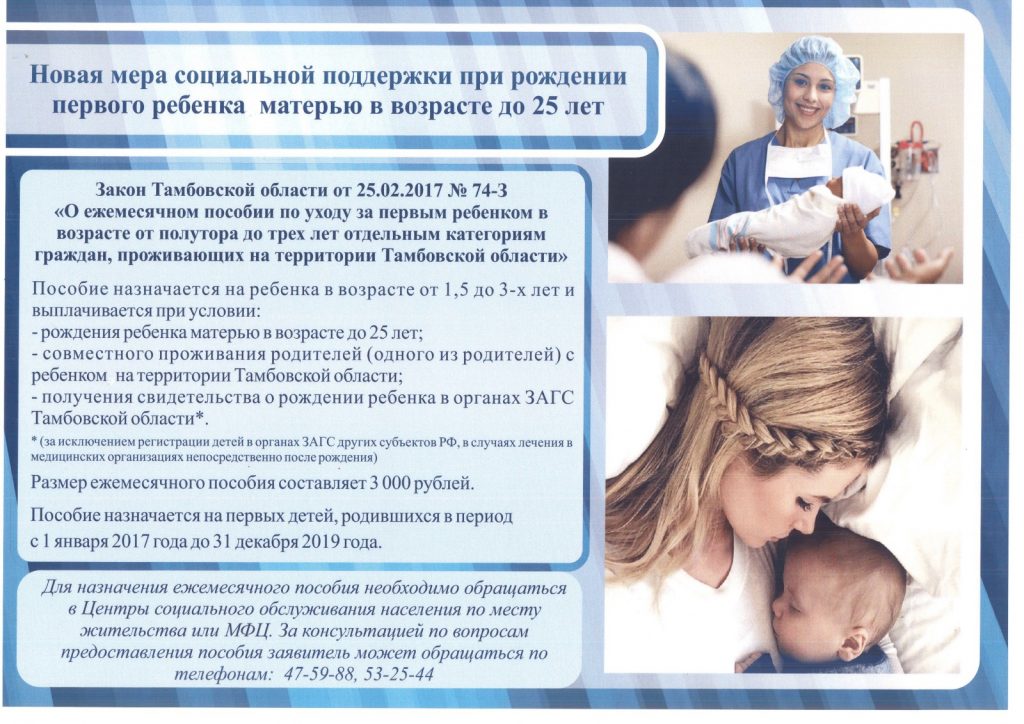 Новая мера социальной поддержки при рождении
первого ребенка матерью в возрасте до 25 лет
Закон Тамбовской области от 25.02.2017 № 74-З
«О ежемесячном пособии по уходу за первым ребенком в
возрасте от полутора до трех лет отдельным категориям
граждан, проживающих на территории Тамбовской области»
Пособие назначается на ребенка в возрасте от 1,5 до 3-х лет и
выплачивается при условии:
- рождения ребенка матерью в возрасте до 25 лет;
- совместного проживания родителей (одного из родителей) с
ребенком на территории Тамбовской области;
- получения свидетельства о рождении ребенка в органах ЗАГС
Тамбовской области*.
* (за исключением регистрации детей в органах ЗАГС других субъектов РФ, в случаях лечения в
медицинских организациях непосредственно после рождения)
Размер ежемесячного пособия составляет 3 000 рублей.
Пособие назначается на первых детей, родившихся в период
с 1 января 2017 года до 31 декабря 2019 года.
Для назначения ежемесячного пособия необходимо обращаться
в Центры социального обслуживания населения по месту
жительства или МФЦ. За консультацией по вопросам
предоставления пособия заявитель может обращаться по
телефонам: 47-59-88, 53-25-44